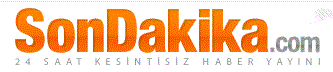 SonDakika.com
24 SAAT KESİNTİSİZ HABER YAYINI